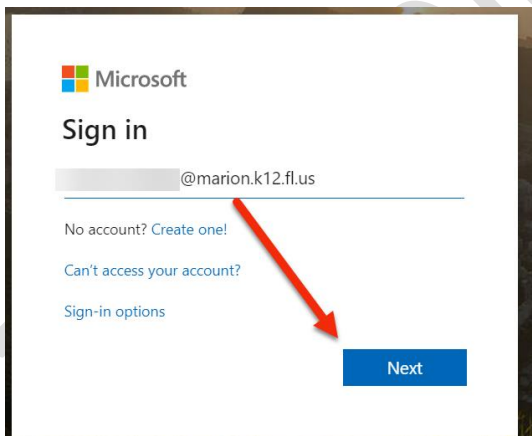 Microsoft
Sign in
@marion.k12.fl.us
No account? Create one!
Can't access your account?
Sign-in options
Next